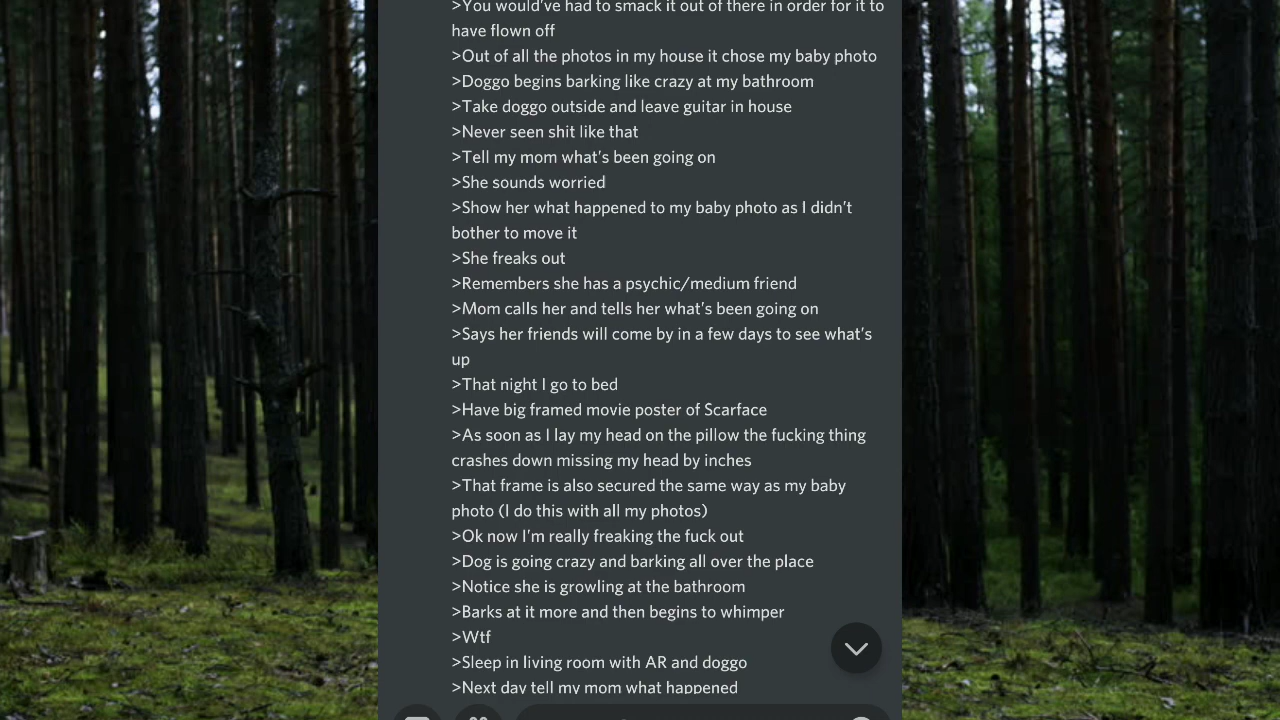 >You would've had to smack it out of there in order for it to
have flown off
>Out of all the photos in my house it chose my baby photo
>Doggo begins barking like crazy at my bathroom
>Take doggo outside and leave guitar in house
>Never seen shit like that
>Tell my mom what's been going on
>She sounds worried
>Show her what happened to my baby photo as I didn't
bother to move it
>She freaks out
>Remembers she has a psychic/medium friend
>Mom calls her and tells her what's been going on
>Says her friends will come by in a few days to see what's
up
>That night I go to bed
>Have big framed movie poster of Scarface
>As soon as I lay my head on the pillow the fucking thing
crashes down missing my head by inches
>That frame is also secured the same way as my baby
photo (I do this with all my photos)
>Ok now I'm really freaking the fuck out
>Dog is going crazy and barking all over the place
>Notice she is growling at the bathroom
>Barks at it more and then begins to whimper
>Wtf
>Sleep in living room with AR and doggo
>Next day tell my mom what happened